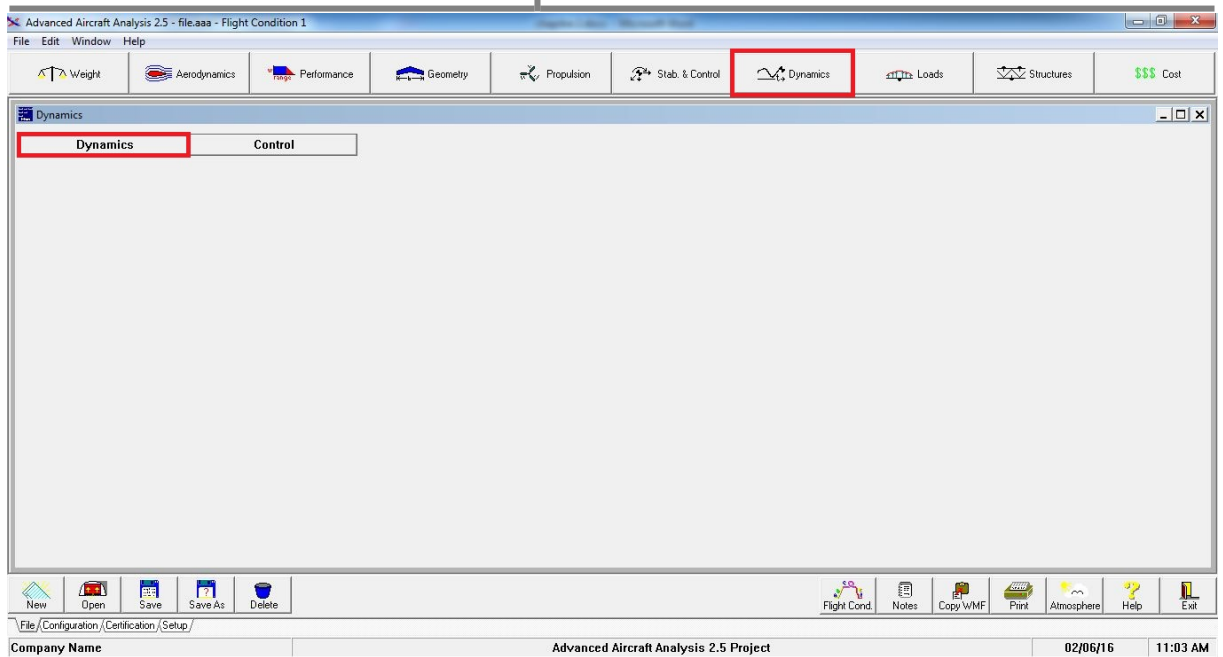 Advanced Aircraft Analysis 2.5 - file.aaa - Flight Condition 1
File Edit Window Help
Weight Aerodynamics range Performance Geometry Propulsion Stab. & Control Dynamics Loads Structures $$$ Cost
Dynamics
Dynamics Control
New Open Save Save As Delete Flight Cond. Notes Copy WMF Print Atmosphere Help Exit
File Configuration Certification Setup
Company Name Advanced Aircraft Analysis 2.5 Project 02/06/16 11:03 AM